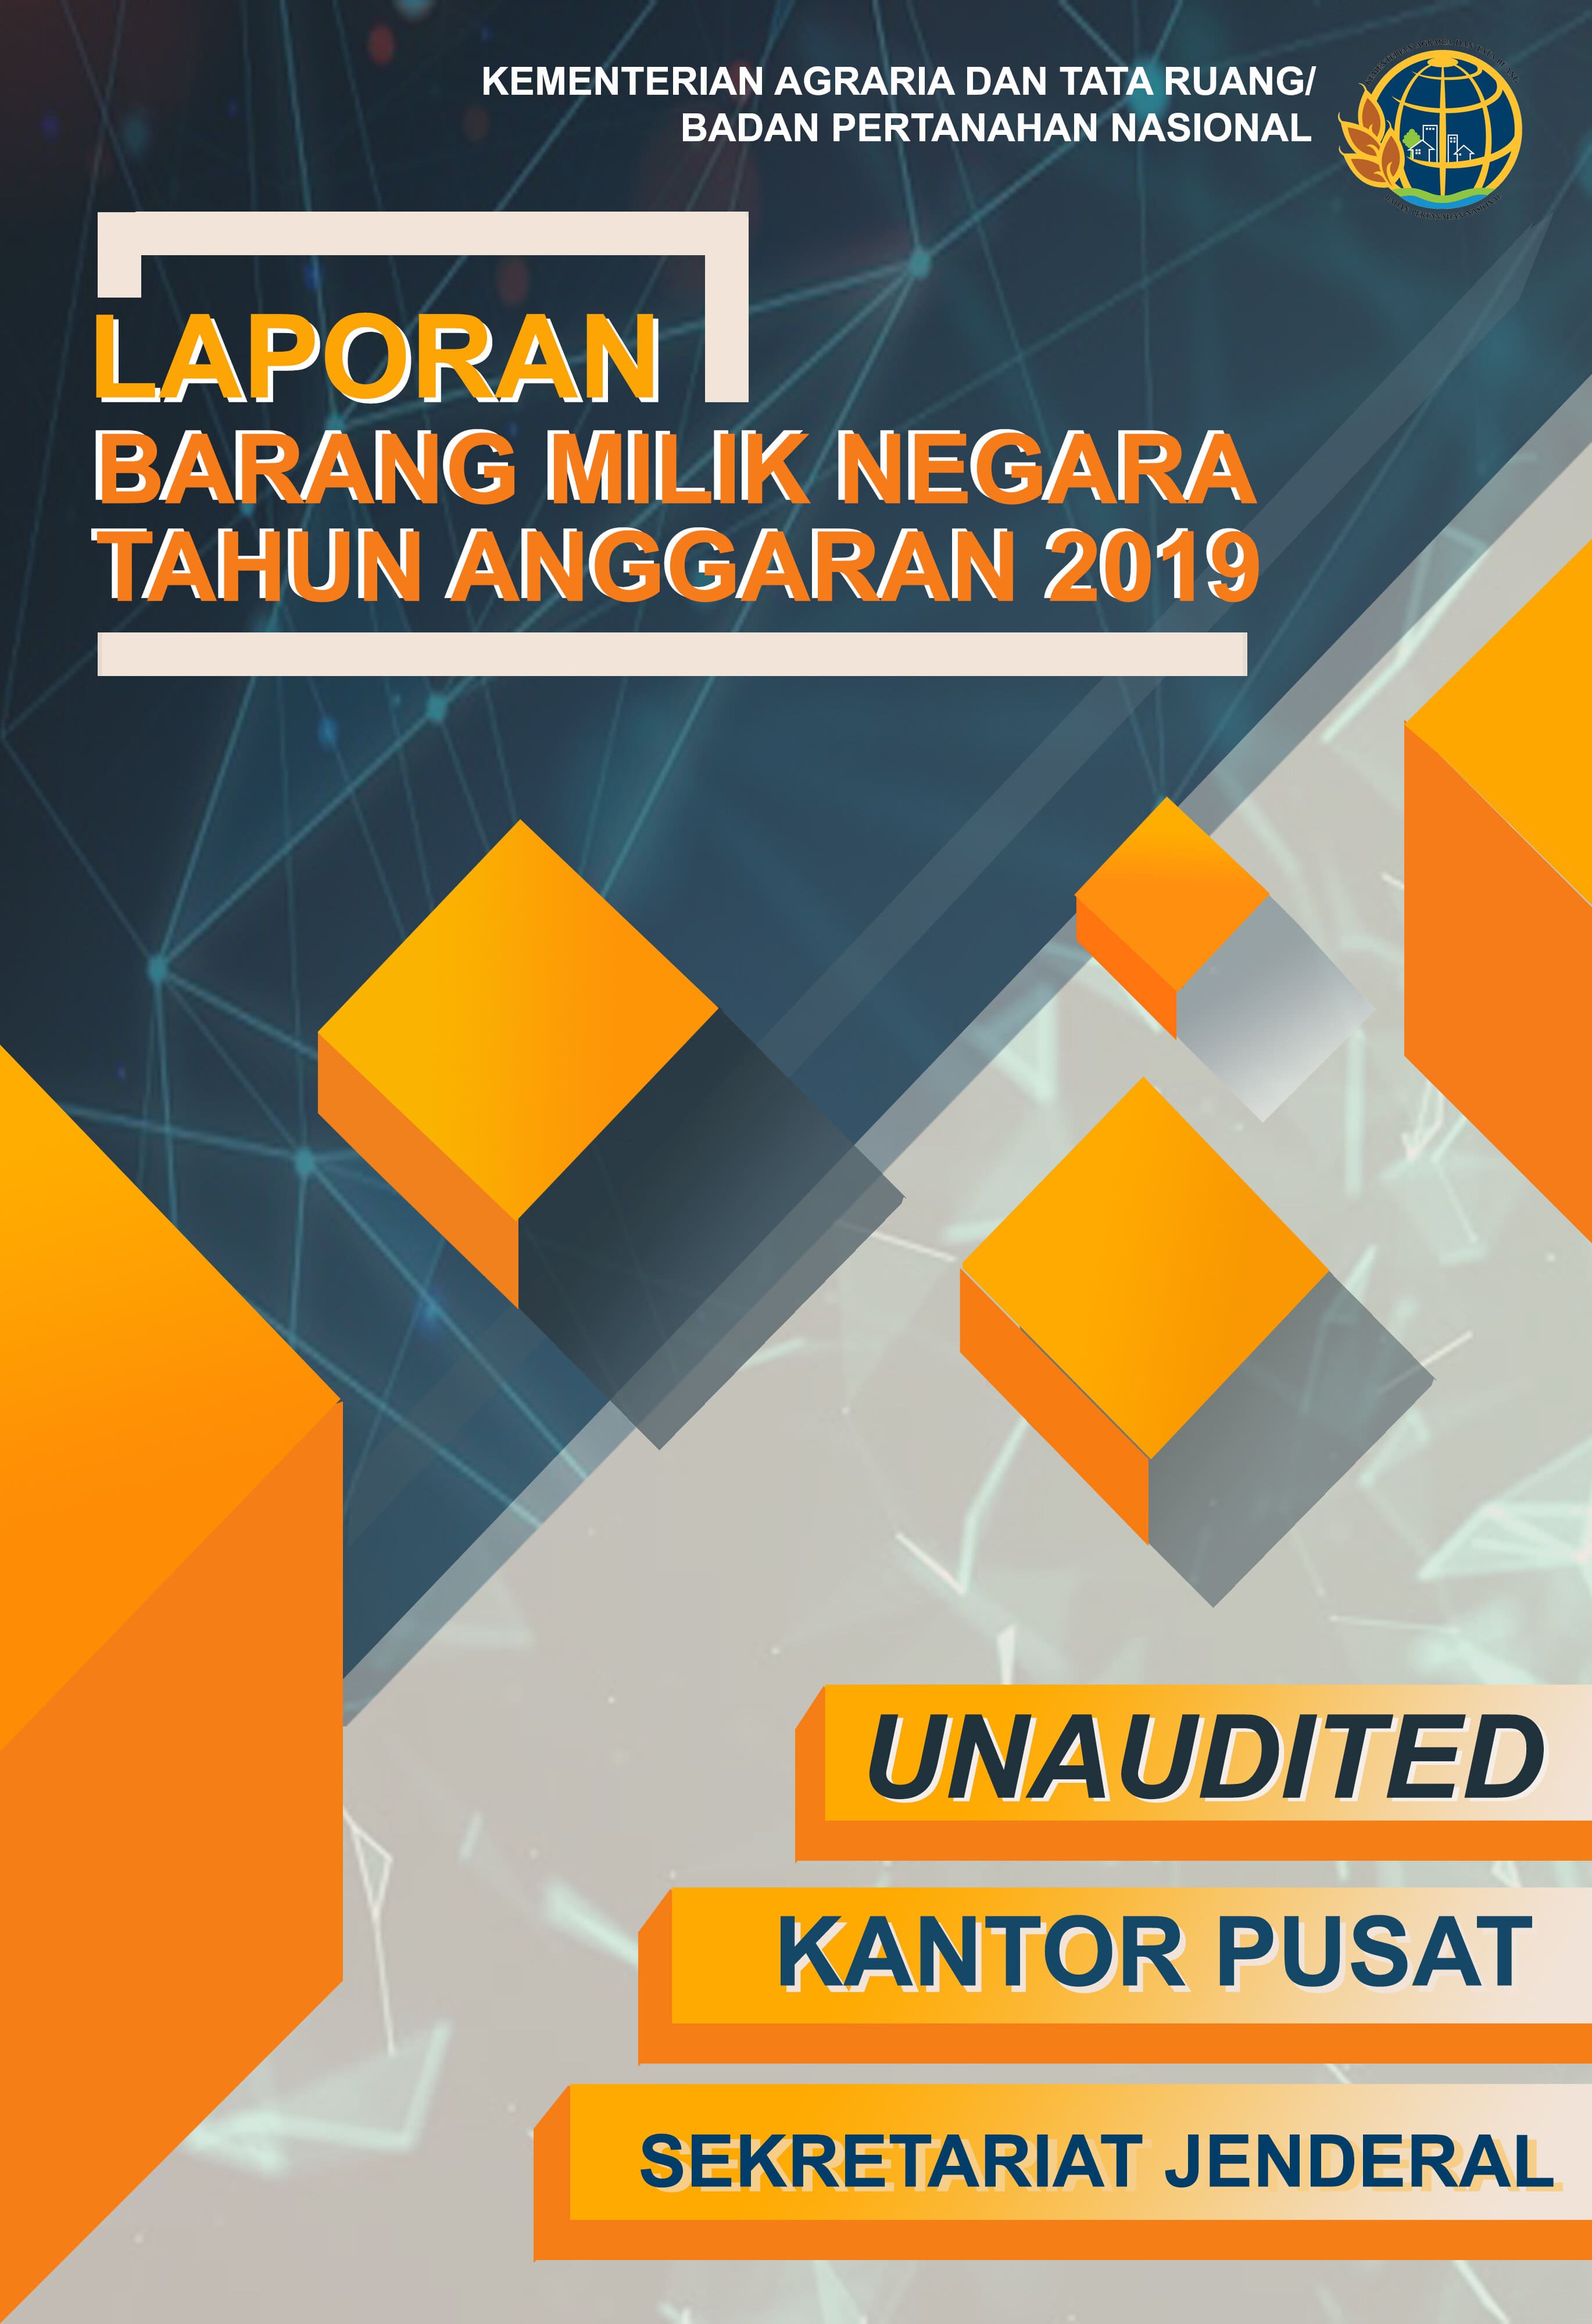 KEMENTERIAN AGRARIA DAN TATA RUANG/
BADAN PERTANAHAN NASIONAL
LAPORAN
BARANG MILIK NEGARA
TAHUN ANGGARAN 2019
UNAUDITED
KANTOR PUSAT
SEKRETARIAT JENDERAL